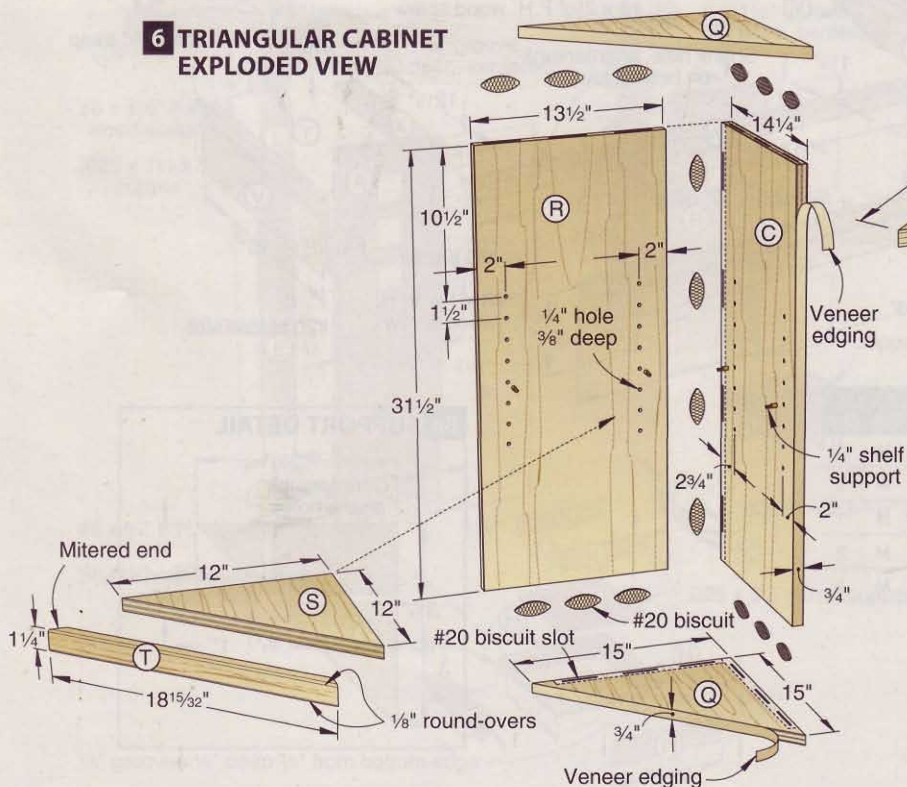 6 TRIANGULAR CABINET
EXPLODED VIEW
Q
13½"
14¼"
10½"
R
C
2"
2"
1½"
¼" hole
⅜" deep
Veneer
edging
31½"
¼" shelf
support
2¾"
2"
¾"
Mitered end
12"
S
12"
1¼"
T
18 15/32"
⅛" round-overs
#20 biscuit
#20 biscuit slot
15"
15"
Q
¾"
Veneer edging